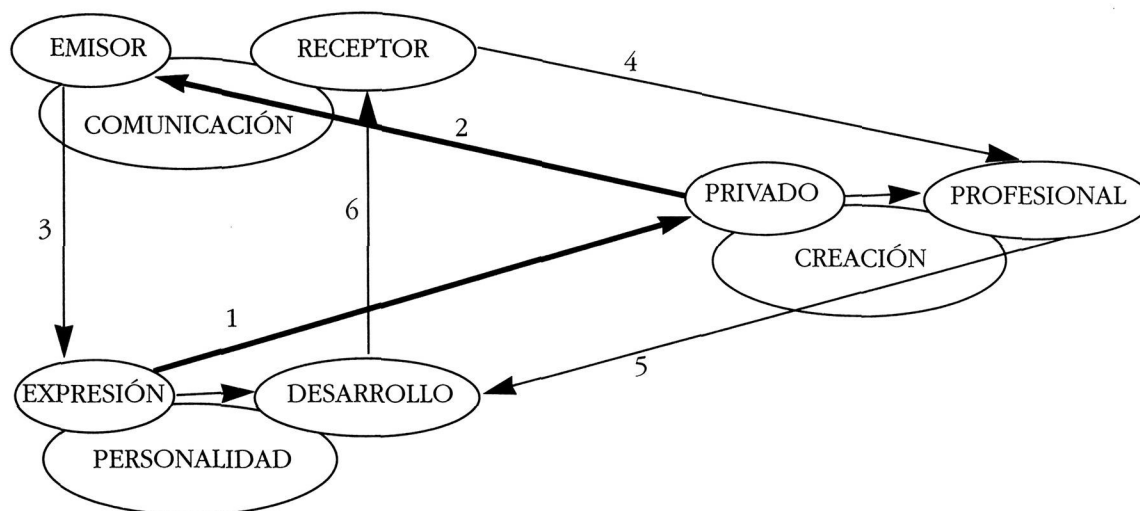 EMISOR
RECEPTOR
4
COMUNICACIÓN
2
PRIVADO
PROFESIONAL
3
6
CREACIÓN
1
5
EXPRESIÓN
DESARROLLO
PERSONALIDAD